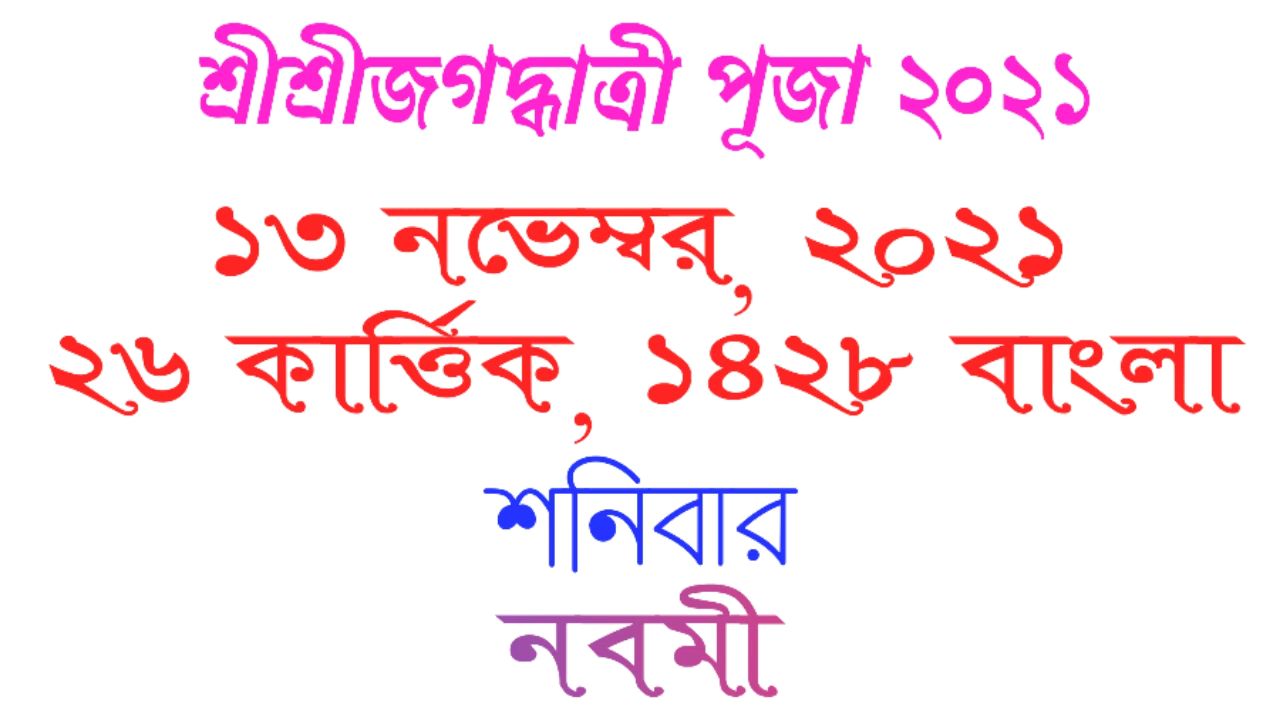 শ্রীশ্রীজগদ্ধাত্রী পূজা ২০২১
১৩ নভেম্বর, ২০২১
২৬ কার্ত্তিক, ১৪২৮ বাংলা
শনিবার
নবমী